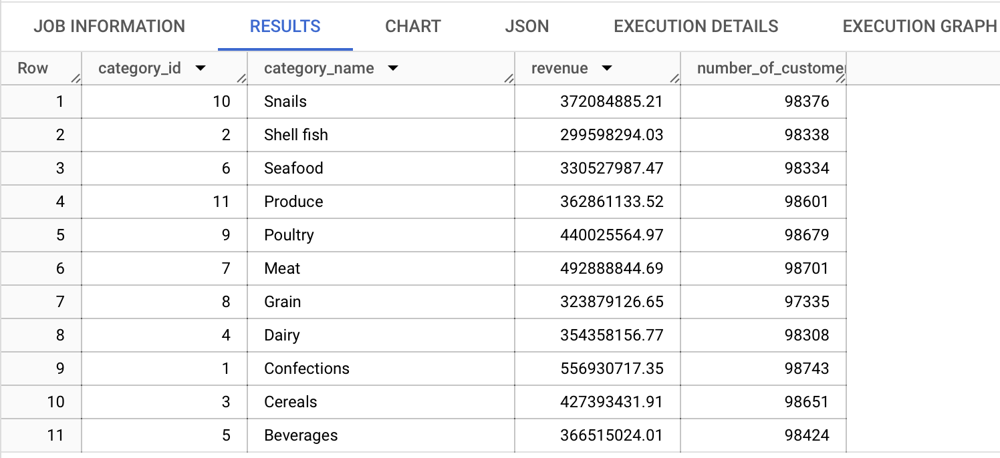 JOB INFORMATION RESULTS CHART JSON EXECUTION DETAILS EXECUTION GRAPH
Row category_id category_name revenue number_of_customer
1 10 Snails 372084885.21 98376
2 2 Shell fish 299598294.03 98338
3 6 Seafood 330527987.47 98334
4 11 Produce 362861133.52 98601
5 9 Poultry 440025564.97 98679
6 7 Meat 492888844.69 98701
7 8 Grain 323879126.65 97335
8 4 Dairy 354358156.77 98308
9 1 Confections 556930717.35 98743
10 3 Cereals 427393431.91 98651
11 5 Beverages 366515024.01 98424